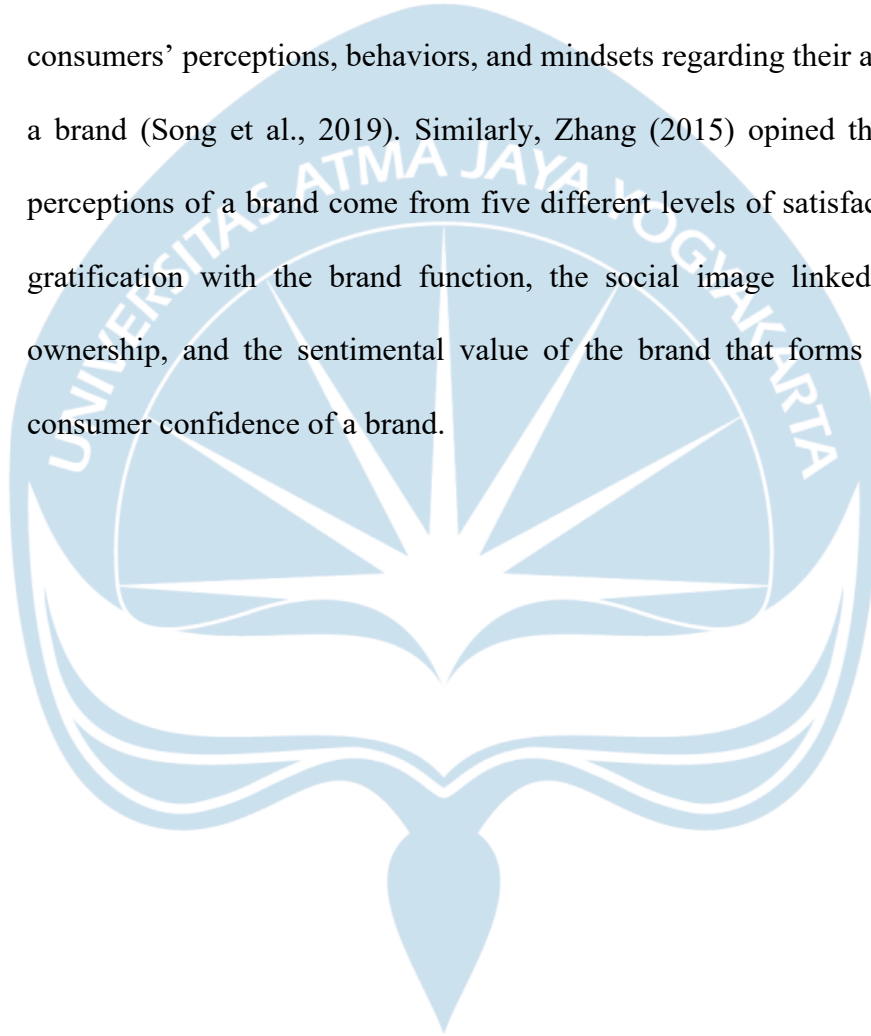 consumers’ perceptions, behaviors, and mindsets regarding their a
a brand (Song et al., 2019). Similarly, Zhang (2015) opined th
perceptions of a brand come from five different levels of satisfac
gratification with the brand function, the social image linked
ownership, and the sentimental value of the brand that forms
consumer confidence of a brand.
UNIVERSITAS ATMA JAYA YOGYAKARTA